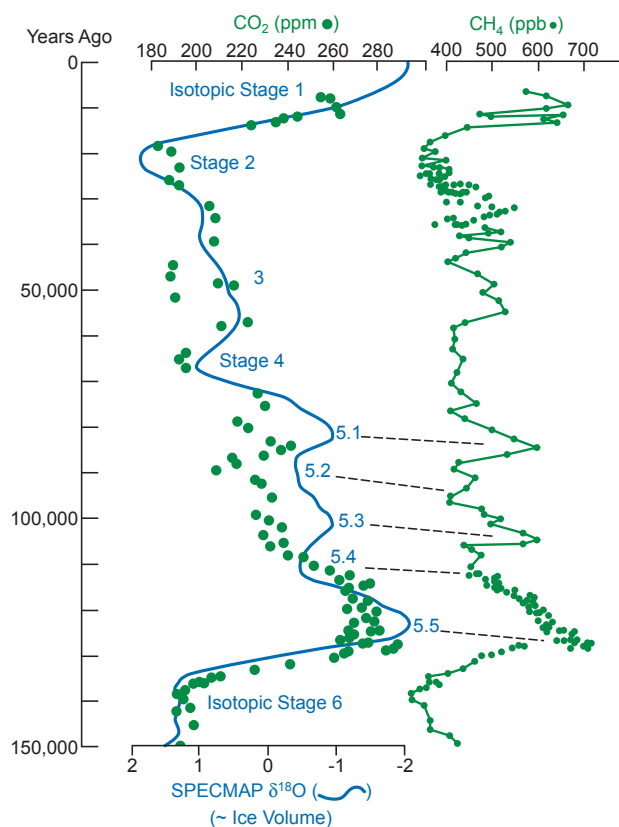 CO₂ (ppm ●)
CH₄ (ppb •)
Years Ago
180 200 220 240 260 280
400 500 600 700
0
Isotopic Stage 1
Stage 2
3
50,000
Stage 4
5.1
5.2
5.3
100,000
5.4
5.5
Isotopic Stage 6
150,000
2 1 0 -1 -2
SPECMAP δ¹⁸O ( )
(~ Ice Volume)